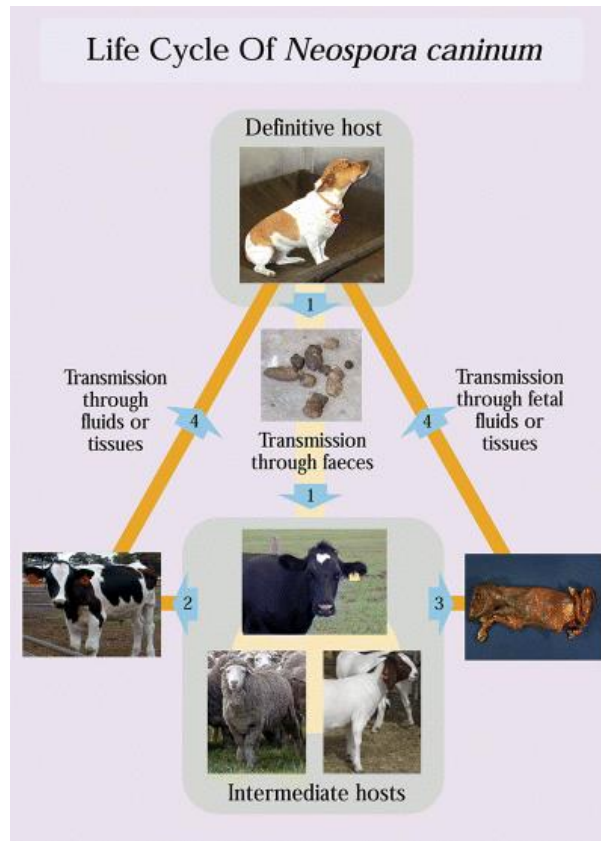 Life Cycle Of Neospora caninum
Definitive host
1
Transmission
through
fluids or
tissues
4
Transmission
through faeces
4
Transmission
through fetal
fluids or
tissues
1
2
3
Intermediate hosts